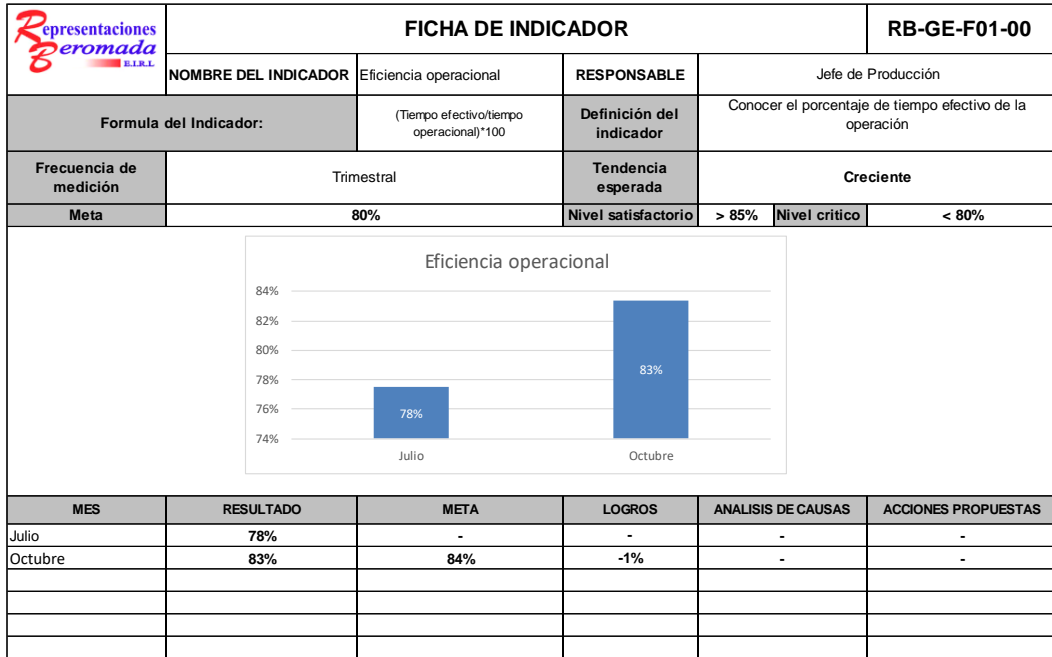 Representaciones
Beromada
E.I.R.L
FICHA DE INDICADOR
RB-GE-F01-00
NOMBRE DEL INDICADOR
Eficiencia operacional
RESPONSABLE
Jefe de Producción
Formula del Indicador:
(Tiempo efectivo/tiempo
operacional)*100
Definición del
indicador
Conocer el porcentaje de tiempo efectivo de la
operación
Frecuencia de
medición
Trimestral
Tendencia
esperada
Creciente
Meta
80%
Nivel satisfactorio
> 85%
Nivel critico
< 80%
Eficiencia operacional
84%
82%
80%
78%
76%
74%
78%
83%
Julio
Octubre
MES
RESULTADO
META
LOGROS
ANALISIS DE CAUSAS
ACCIONES PROPUESTAS
Julio
78%
-
-
-
-
Octubre
83%
84%
-1%
-
-